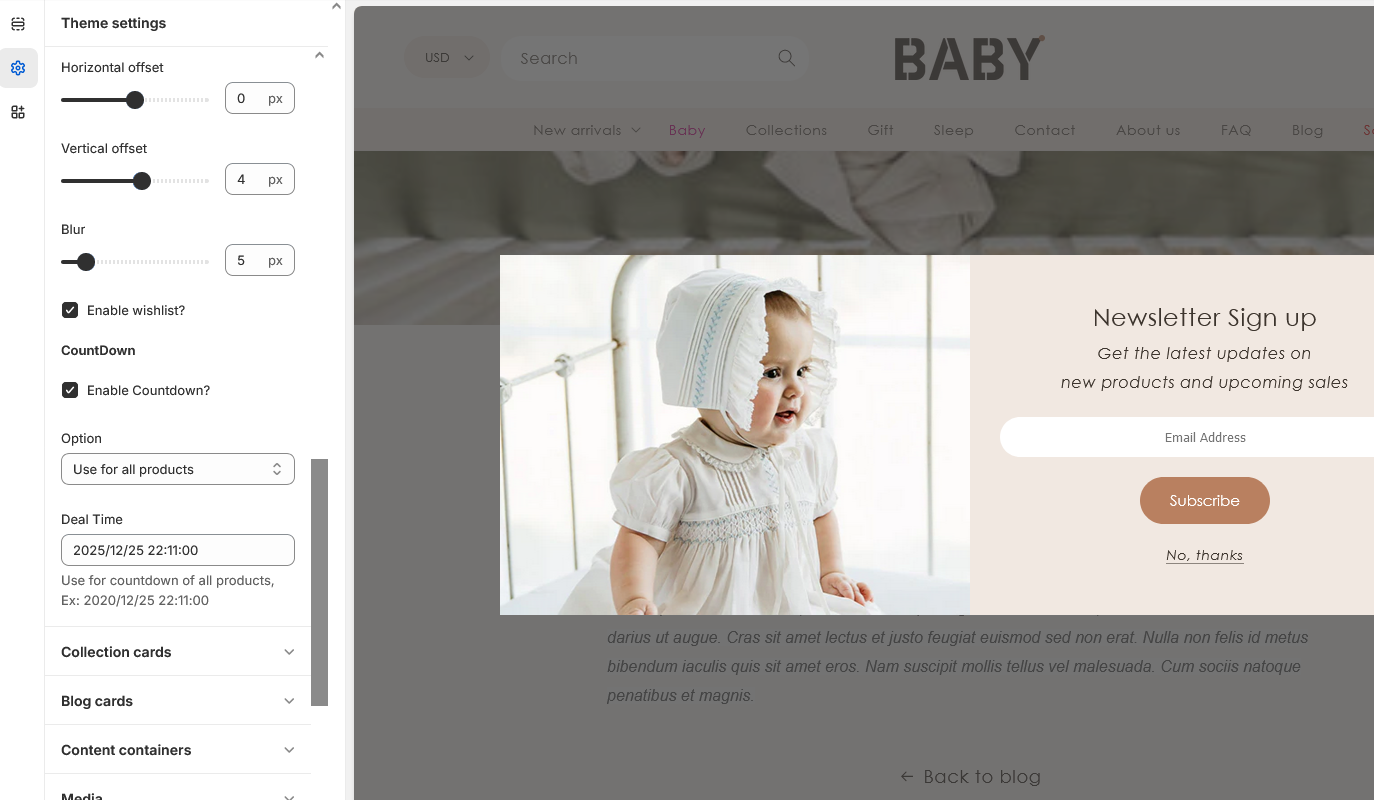 Theme settings
Horizontal offset
0 px
Vertical offset
4 px
Blur
5 px
Enable wishlist?
CountDown
Enable Countdown?
Option
Use for all products
Deal Time
2025/12/25 22:11:00
Use for countdown of all products,
Ex: 2020/12/25 22:11:00
Collection cards
Blog cards
Content containers
Media
USD
Search
BABY
New arrivals Baby Collections Gift Sleep Contact About us FAQ Blog
Newsletter Sign up
Get the latest updates on
new products and upcoming sales
Email Address
Subscribe
No, thanks
darius ut augue. Cras sit amet lectus et justo feugiat euismod sed non erat. Nulla non felis id metus
bibendum iaculis quis sit amet eros. Nam suscipit mollis tellus vel malesuada. Cum sociis natoque
penatibus et magnis.
← Back to blog